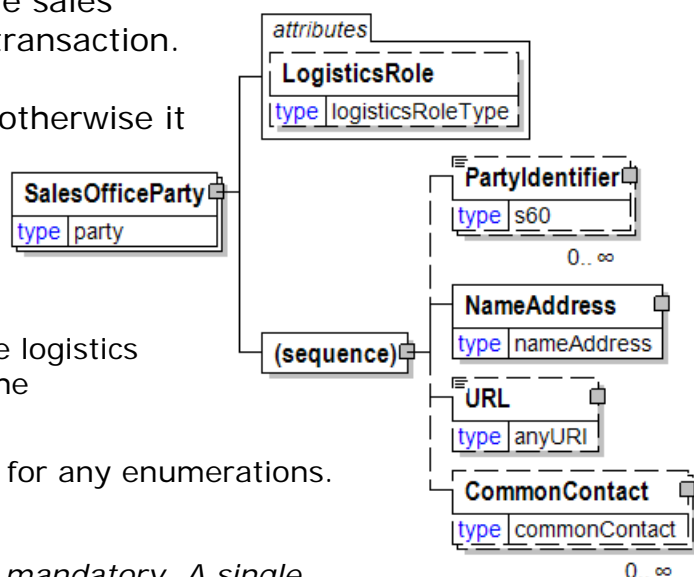 e sales
transaction.
otherwise it
e logistics
ne
for any enumerations.
mandatory. A single
attributes
LogisticsRole
type logisticsRoleType
SalesOfficeParty
type party
(sequence)
PartyIdentifier
type s60
0.. ∞
NameAddress
type nameAddress
URL
type anyURI
CommonContact
type commonContact
0.. ∞